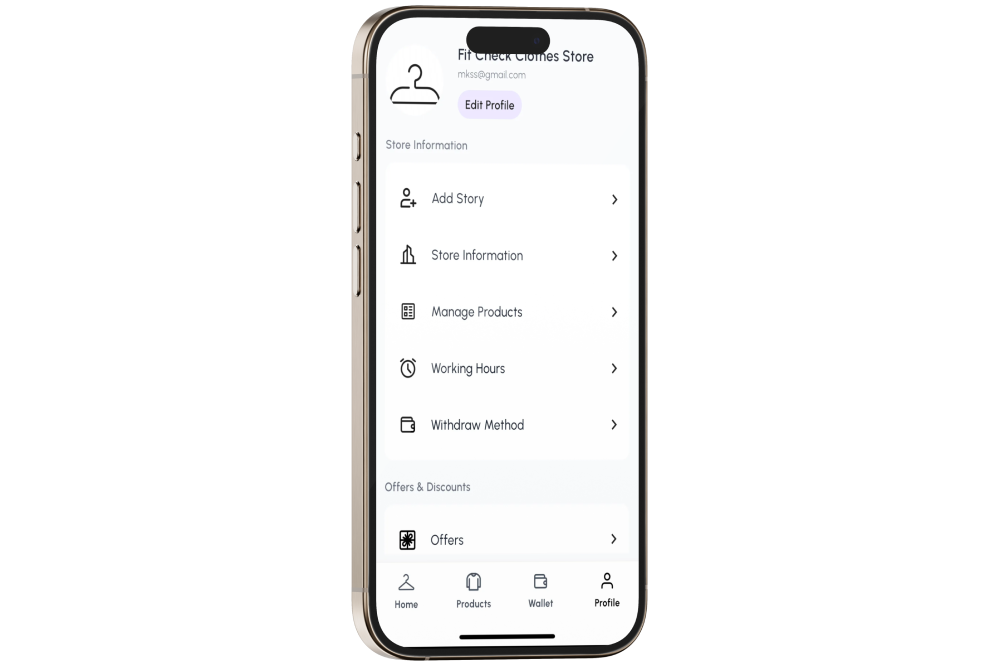 Fit Check Clothes Store
mkss@gmail.com
Edit Profile
Store Information
Add Story
Store Information
Manage Products
Working Hours
Withdraw Method
Offers & Discounts
Offers
Home
Products
Wallet
Profile